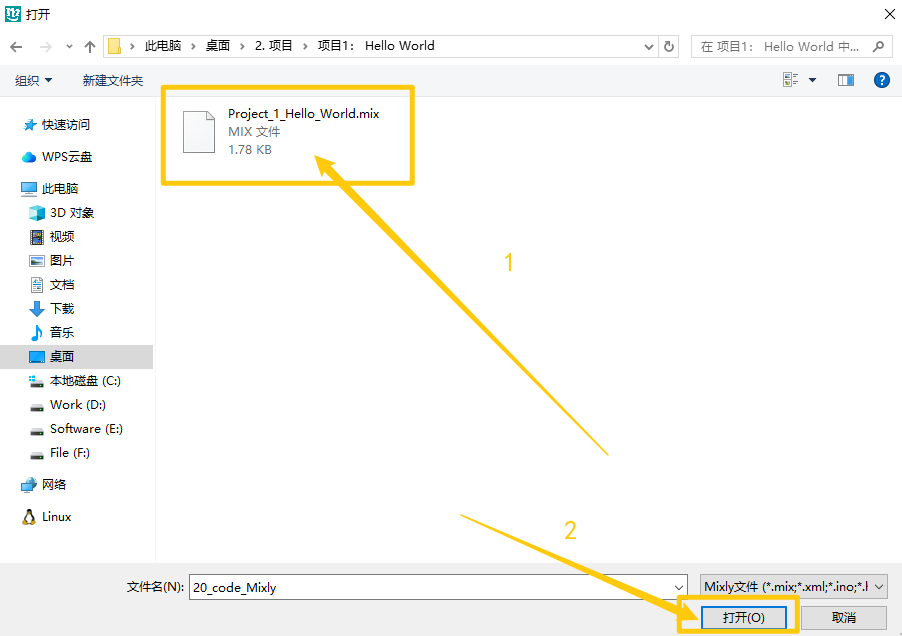 打开
此电脑 › 桌面 › 2. 项目 › 项目1： Hello World
在 项目1： Hello World 中...
组织
新建文件夹
快速访问
WPS云盘
此电脑
3D 对象
视频
图片
文档
下载
音乐
桌面
本地磁盘 (C:)
Work (D:)
Software (E:)
File (F:)
网络
Linux
Project_1_Hello_World.mix
MIX 文件
1.78 KB
1
2
文件名(N):
20_code_Mixly
Mixly文件 (*.mix;*.xml;*.ino;*.l
打开(O)
取消